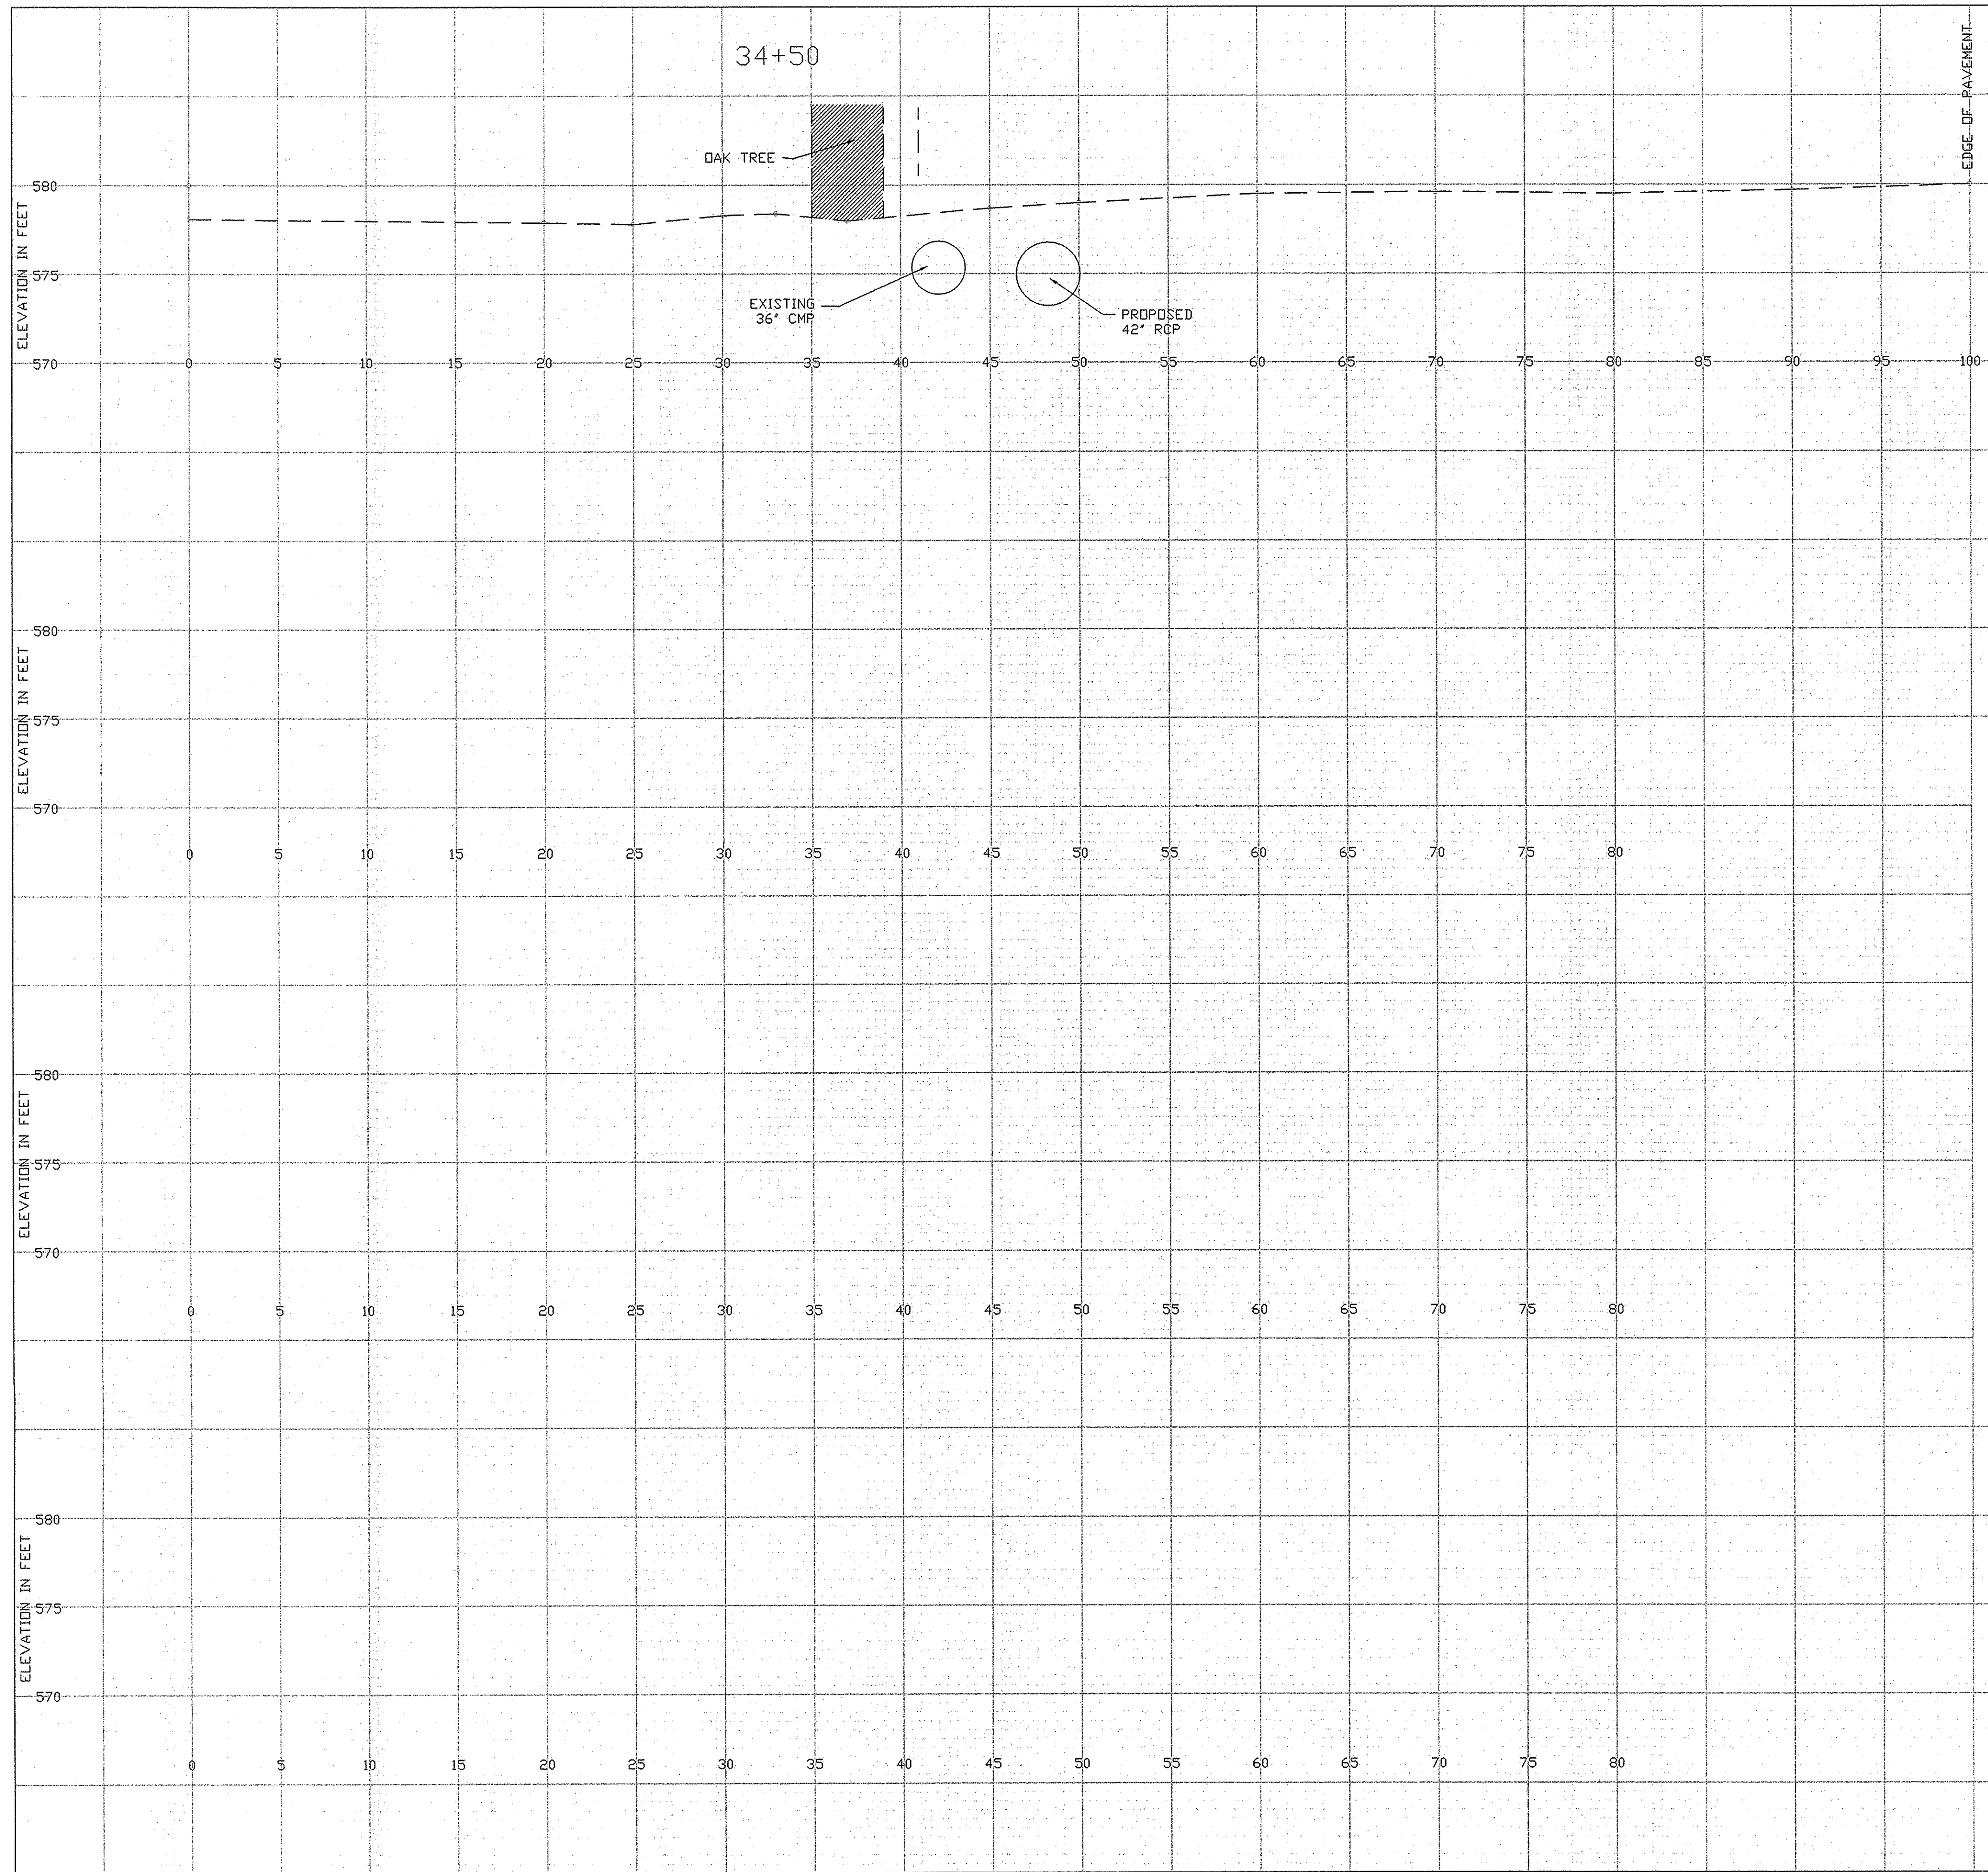 34+50
EDGE OF PAVEMENT
OAK TREE
580
ELEVATION IN FEET
575
EXISTING
36" CMP
PROPOSED
42" RCP
570 0 5 10 15 20 25 30 35 40 45 50 55 60 65 70 75 80 85 90 95 100
580
ELEVATION IN FEET
575
570
0 5 10 15 20 25 30 35 40 45 50 55 60 65 70 75 80
580
ELEVATION IN FEET
575
570
0 5 10 15 20 25 30 35 40 45 50 55 60 65 70 75 80
580
ELEVATION IN FEET
575
570
0 5 10 15 20 25 30 35 40 45 50 55 60 65 70 75 80